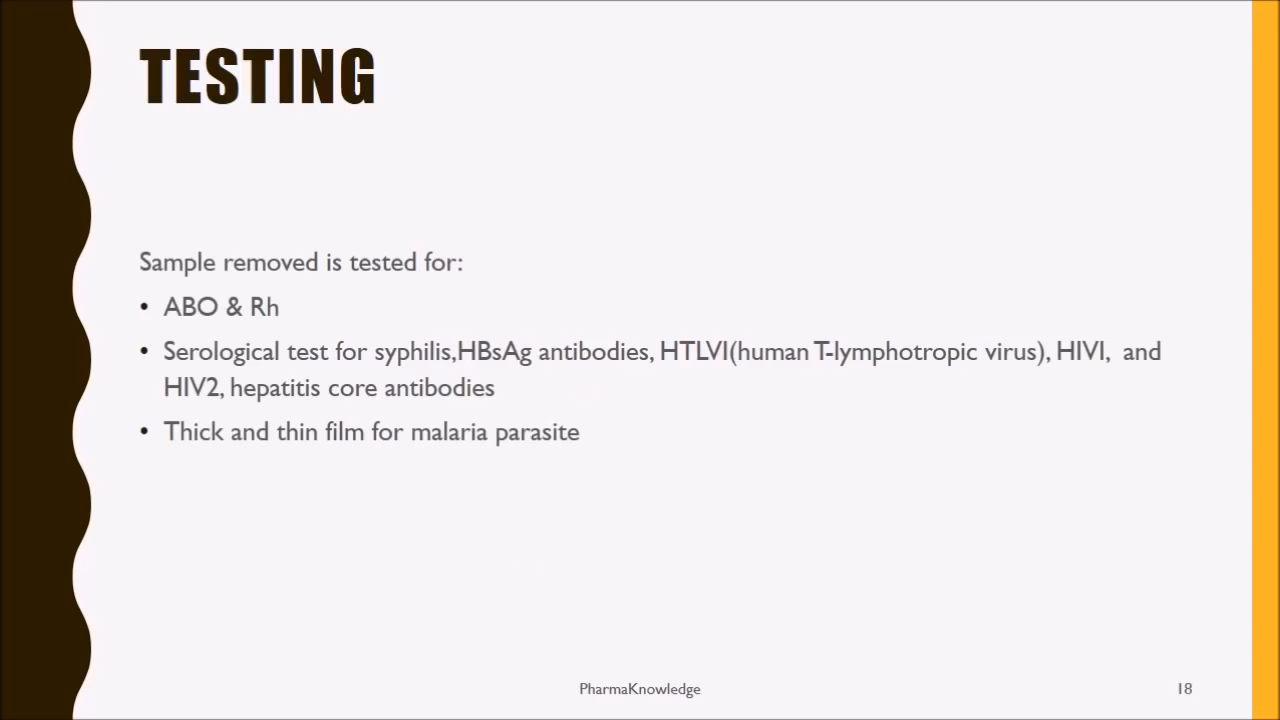 TESTING
Sample removed is tested for:
• ABO & Rh
• Serological test for syphilis,HBsAg antibodies, HTLVI(human T-lymphotropic virus), HIVI, and
HIV2, hepatitis core antibodies
• Thick and thin film for malaria parasite
PharmaKnowledge
18